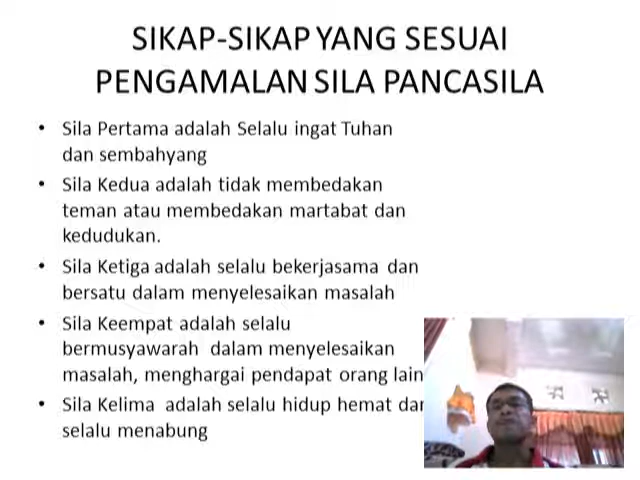 SIKAP-SIKAP YANG SESUAI
PENGAMALAN SILA PANCASILA
• Sila Pertama adalah Selalu ingat Tuhan
dan sembahyang
• Sila Kedua adalah tidak membedakan
teman atau membedakan martabat dan
kedudukan.
• Sila Ketiga adalah selalu bekerjasama dan
bersatu dalam menyelesaikan masalah
• Sila Keempat adalah selalu
bermusyawarah dalam menyelesaikan
masalah, menghargai pendapat orang lain
• Sila Kelima adalah selalu hidup hemat dan
selalu menabung